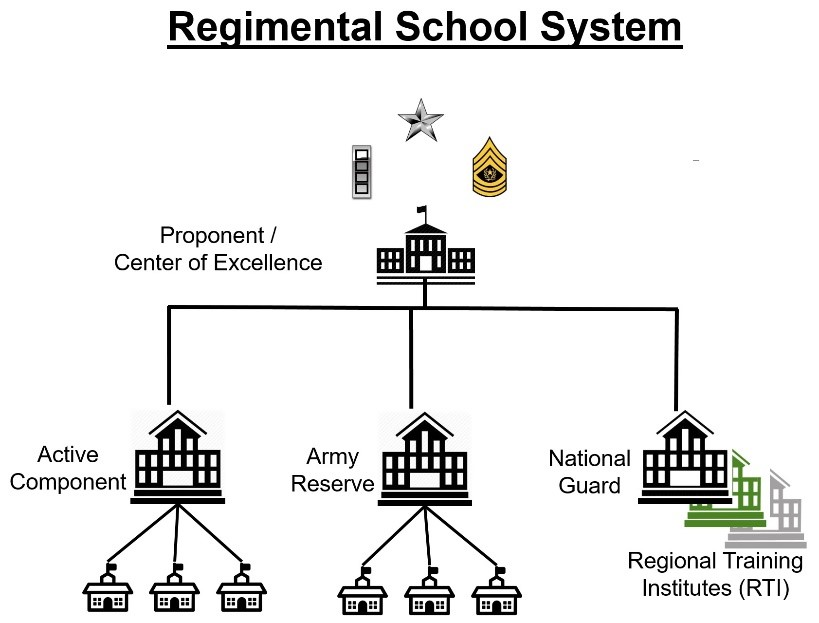 Regimental School System
Proponent /
Center of Excellence
Active
Component
Army
Reserve
National
Guard
Regional Training
Institutes (RTI)